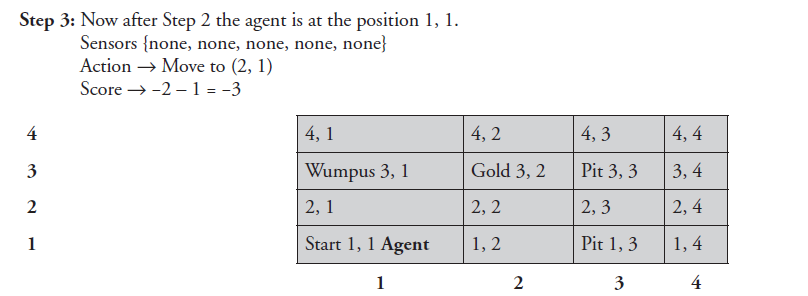 Step 3: Now after Step 2 the agent is at the position 1, 1.
Sensors {none, none, none, none, none}
Action → Move to (2, 1)
Score → –2 – 1 = –3
4 4, 1 4, 2 4, 3 4, 4
3 Wumpus 3, 1 Gold 3, 2 Pit 3, 3 3, 4
2 2, 1 2, 2 2, 3 2, 4
1 Start 1, 1 Agent 1, 2 Pit 1, 3 1, 4
1 2 3 4